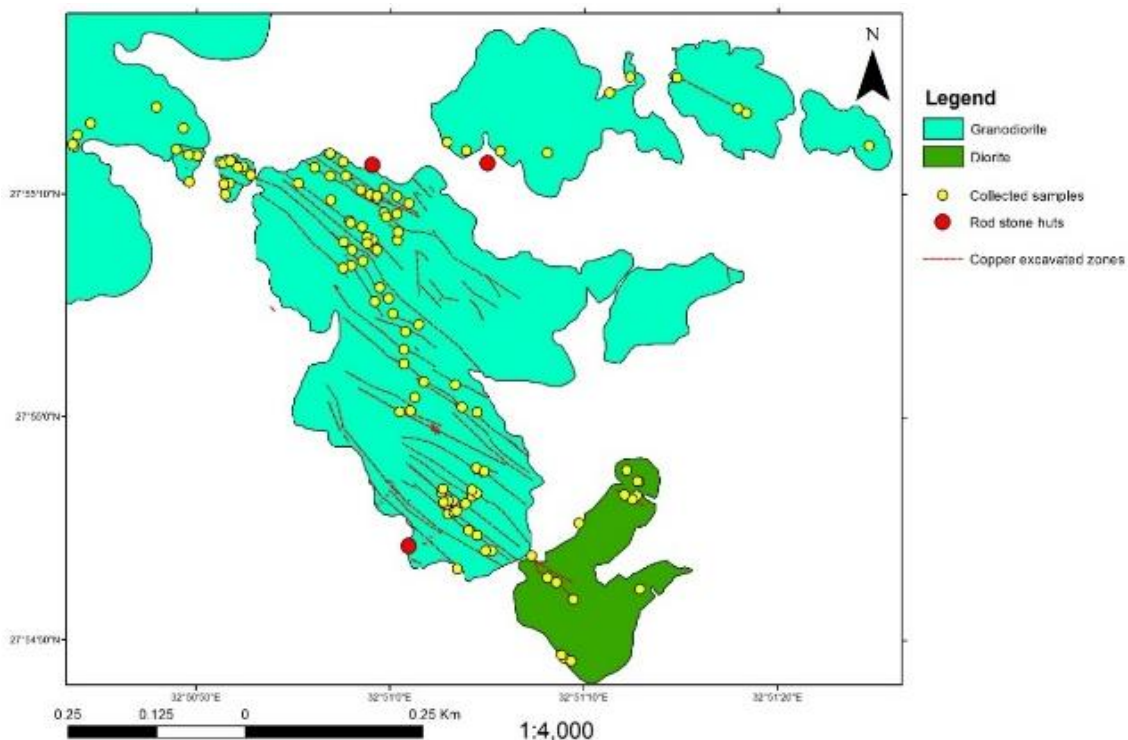 N
Legend
Granodiorite
Diorite
Collected samples
Rod stone huts
Copper excavated zones
27°55'10"N
27°55'0"N
27°54'50"N
32°50'50"E
32°51'0"E
32°51'10"E
32°51'20"E
0.25
0.125
0
0.25 Km
1:4,000